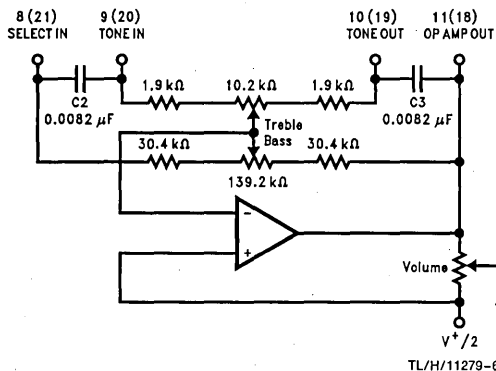 8 (21)
SELECT IN
9 (20)
TONE IN
10 (19)
TONE OUT
11 (18)
OP AMP OUT
C2
0.0082 μF
1.9 kΩ
10.2 kΩ
1.9 kΩ
C3
0.0082 μF
Treble
Bass
30.4 kΩ
30.4 kΩ
139.2 kΩ
−
+
Volume
V+/2
TL/H/11279-6